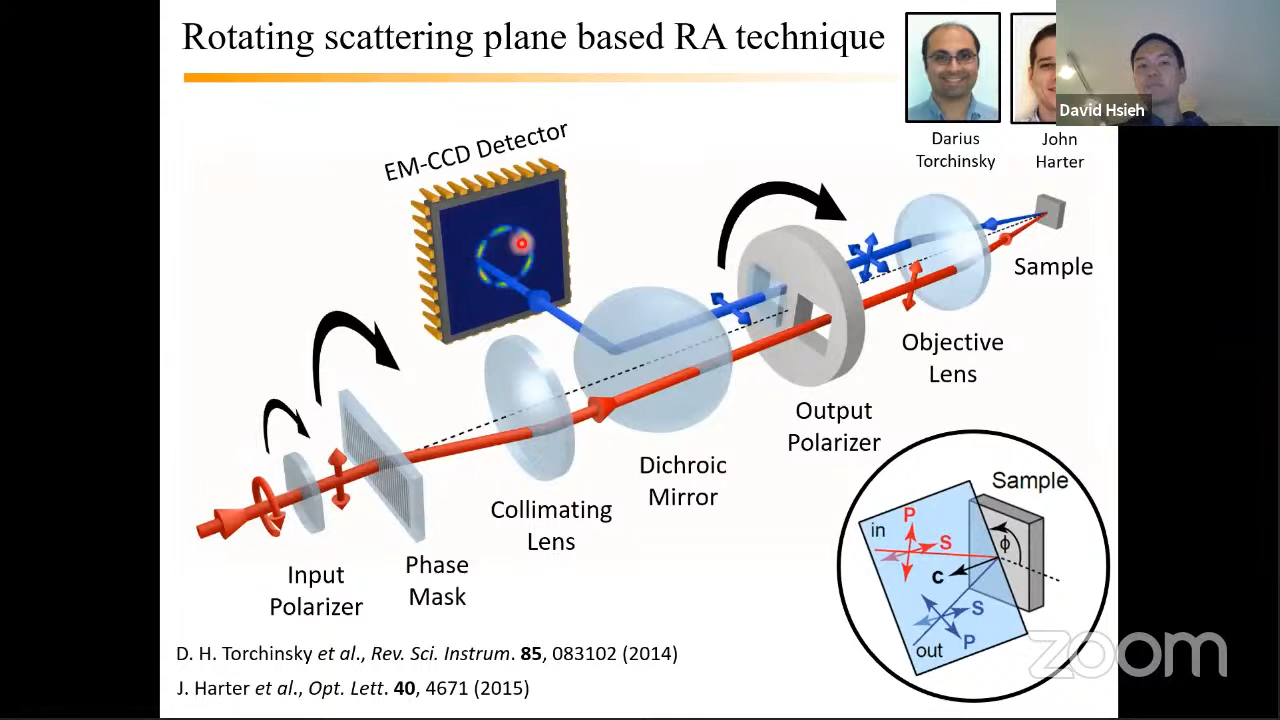 Rotating scattering plane based RA technique
David Hsieh
Darius
Torchinsky
John
Harter
EM-CCD Detector
Sample
Objective
Lens
Output
Polarizer
Dichroic
Mirror
Collimating
Lens
Phase
Mask
Input
Polarizer
Sample
in
P
S
ϕ
c
S
P
out
D. H. Torchinsky et al., Rev. Sci. Instrum. 85, 083102 (2014)
J. Harter et al., Opt. Lett. 40, 4671 (2015)
zoom